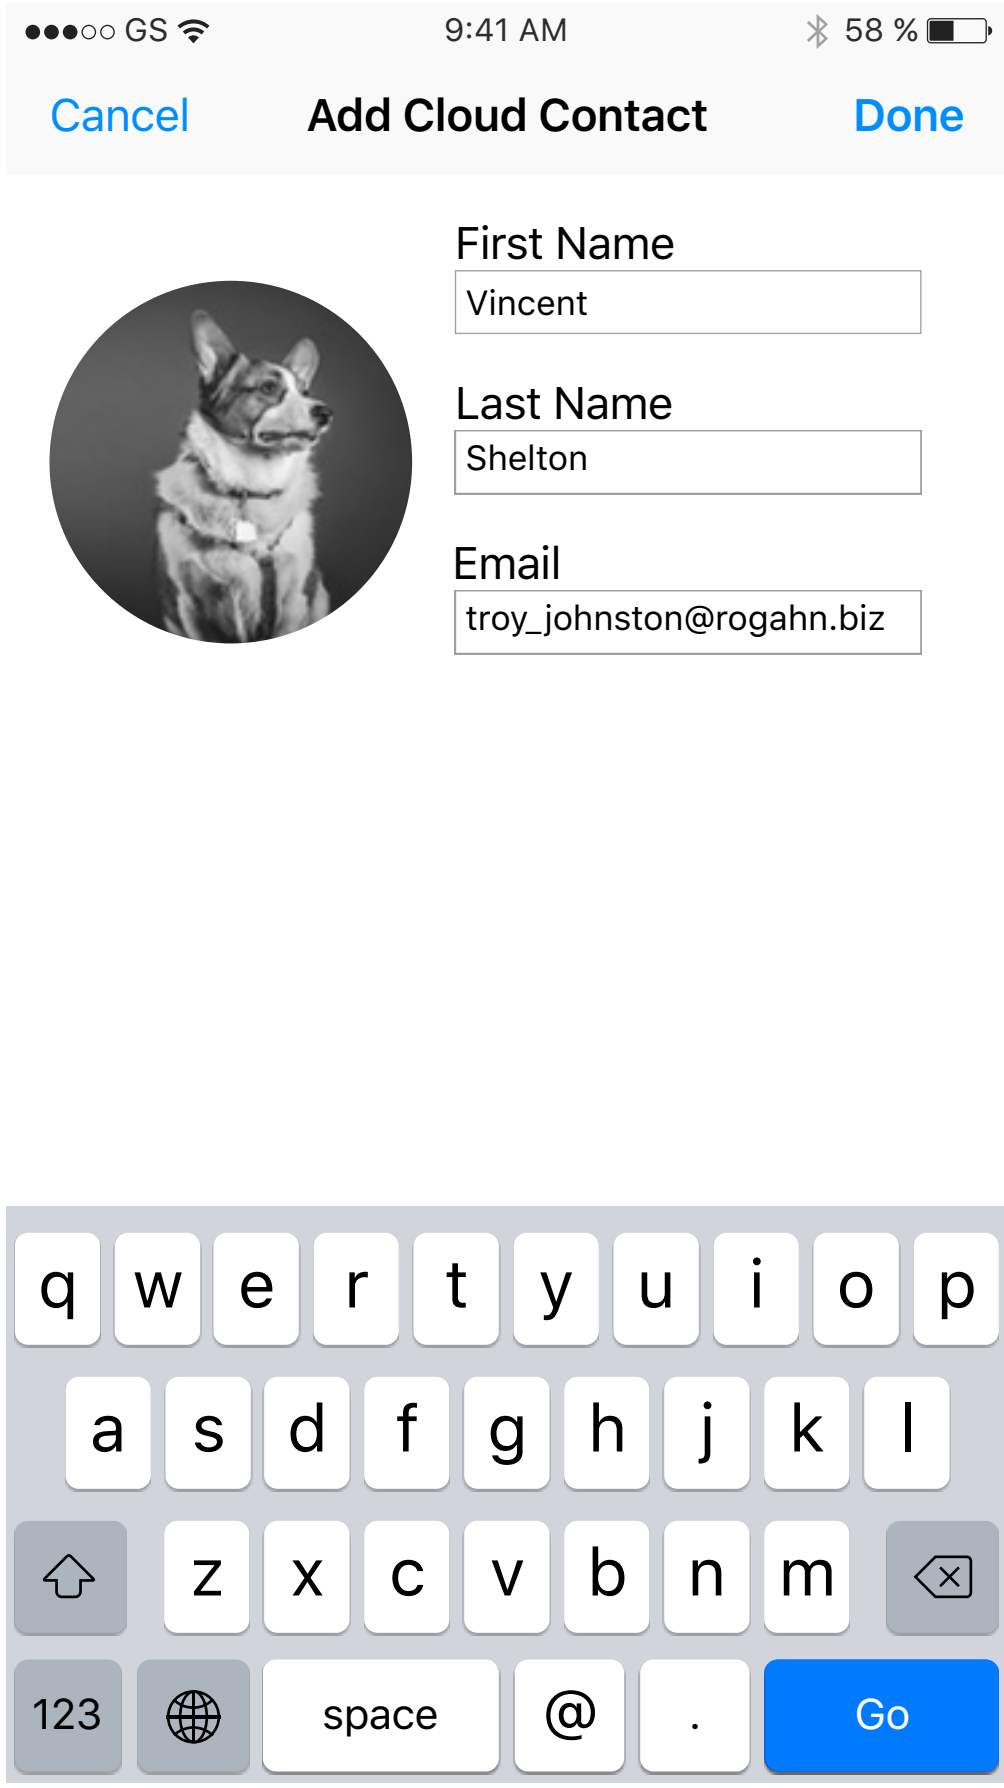 GS 9:41 AM 58 %
Cancel Add Cloud Contact Done
First Name
Vincent
Last Name
Shelton
Email
troy_johnston@rogahn.biz
q w e r t y u i o p
a s d f g h j k l
z x c v b n m
123 space @ . Go